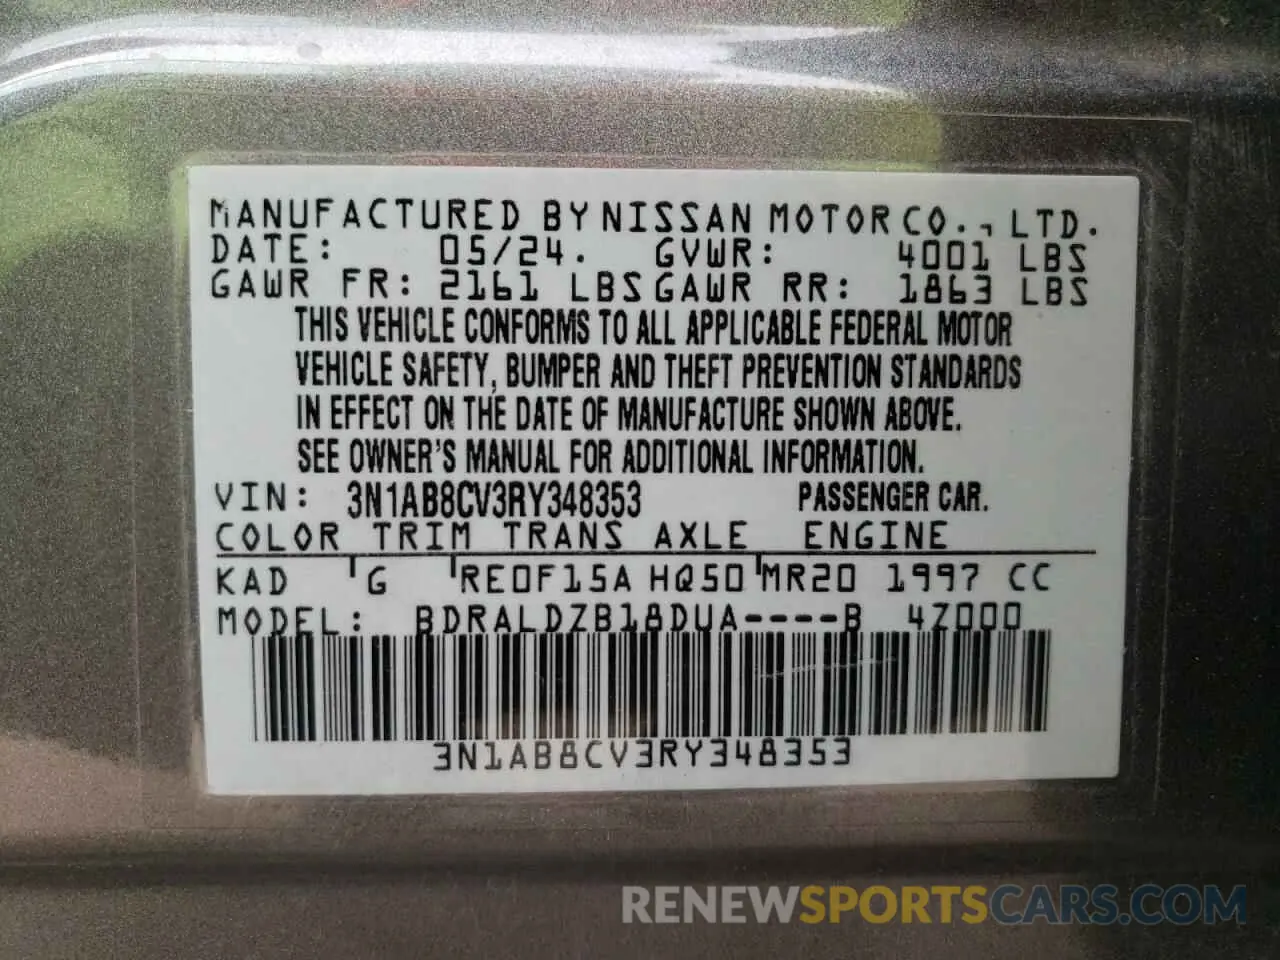 MANUFACTURED BY NISSAN MOTOR CO., LTD.
DATE: 05/24. GVWR: 4001 LBS
GAWR FR: 2161 LBS GAWR RR: 1863 LBS
THIS VEHICLE CONFORMS TO ALL APPLICABLE FEDERAL MOTOR
VEHICLE SAFETY, BUMPER AND THEFT PREVENTION STANDARDS
IN EFFECT ON THE DATE OF MANUFACTURE SHOWN ABOVE.
SEE OWNER'S MANUAL FOR ADDITIONAL INFORMATION.
VIN: 3N1AB8CV3RY348353 PASSENGER CAR.
COLOR TRIM TRANS AXLE ENGINE
KAD G RE0F15A HQ50 MR20 1997 CC
MODEL: BDRALDZB18DUA----B 4Z000
3N1AB8CV3RY348353
RENEWSPORTSCARS.COM